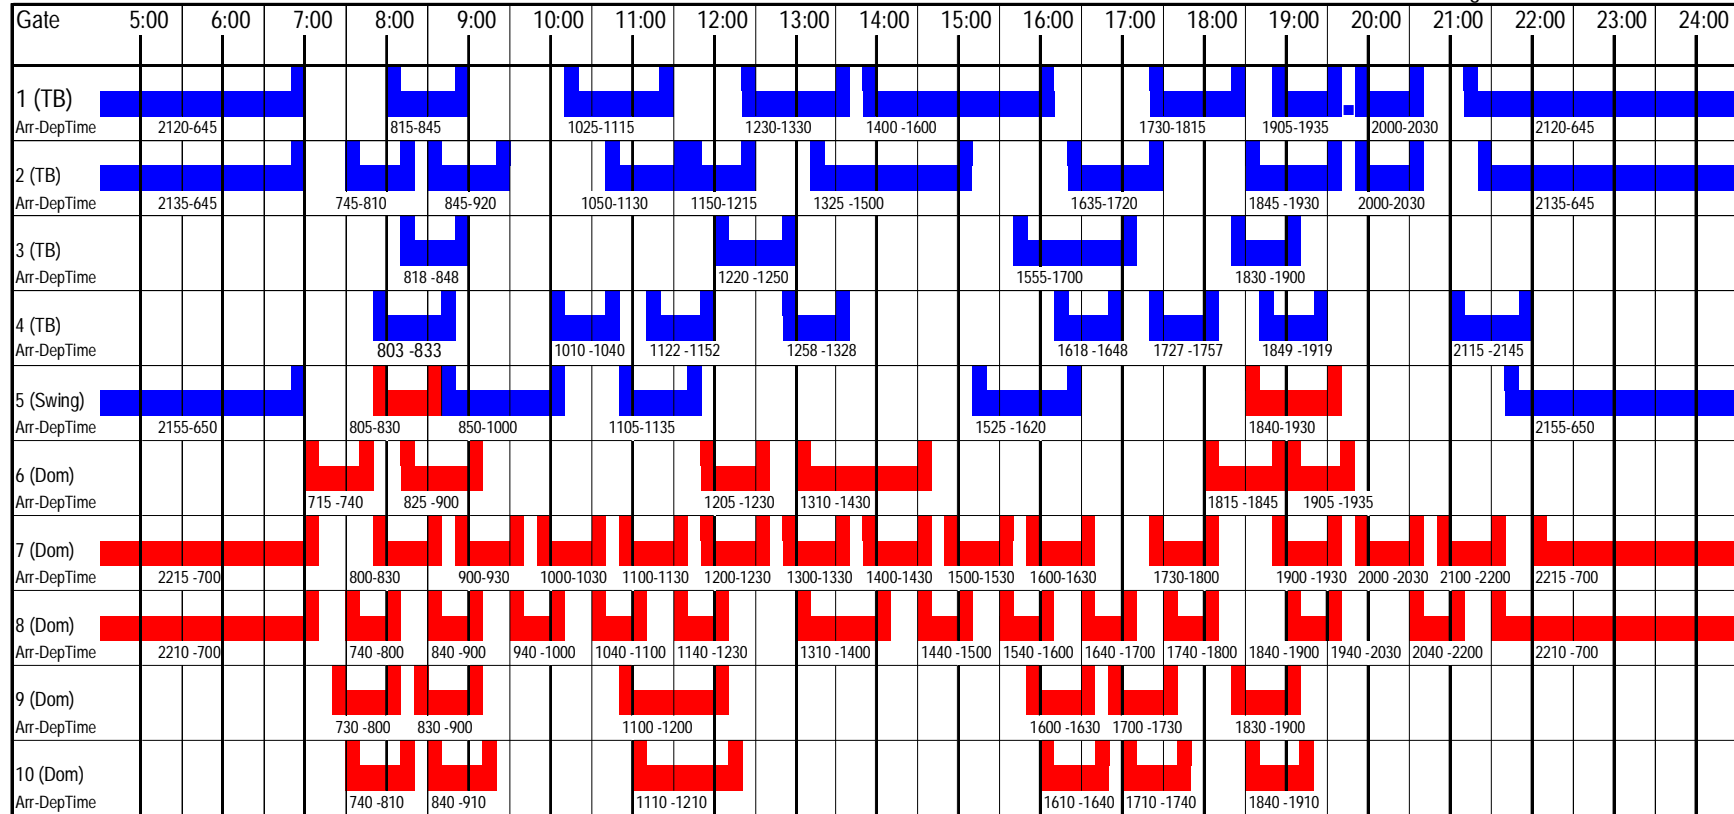 Gate 5:00 6:00 7:00 8:00 9:00 10:00 11:00 12:00 13:00 14:00 15:00 16:00 17:00 18:00 19:00 20:00 21:00 22:00 23:00 24:00
1 (TB)
Arr-DepTime 2120-645 815-845 1025-1115 1230-1330 1400 -1600 1730-1815 1905-1935 2000-2030 2120-645
2 (TB)
Arr-DepTime 2135-645 745-810 845-920 1050-1130 1150-1215 1325 -1500 1635-1720 1845 -1930 2000-2030 2135-645
3 (TB)
Arr-DepTime 818 -848 1220 -1250 1555-1700 1830 -1900
4 (TB)
Arr-DepTime 803 -833 1010 -1040 1122 -1152 1258 -1328 1618 -1648 1727 -1757 1849 -1919 2115 -2145
5 (Swing)
Arr-DepTime 2155-650 805-830 850-1000 1105-1135 1525 -1620 1840-1930 2155-650
6 (Dom)
Arr-DepTime 715 -740 825 -900 1205 -1230 1310 -1430 1815 -1845 1905 -1935
7 (Dom)
Arr-DepTime 2215 -700 800-830 900-930 1000-1030 1100-1130 1200-1230 1300-1330 1400-1430 1500-1530 1600-1630 1730-1800 1900 -1930 2000 -2030 2100 -2200 2215 -700
8 (Dom)
Arr-DepTime 2210 -700 740 -800 840 -900 940 -1000 1040 -1100 1140 -1230 1310 -1400 1440 -1500 1540 -1600 1640 -1700 1740 -1800 1840 -1900 1940 -2030 2040 -2200 2210 -700
9 (Dom)
Arr-DepTime 730 -800 830 -900 1100 -1200 1600 -1630 1700 -1730 1830 -1900
10 (Dom)
Arr-DepTime 740 -810 840 -910 1110 -1210 1610 -1640 1710 -1740 1840 -1910